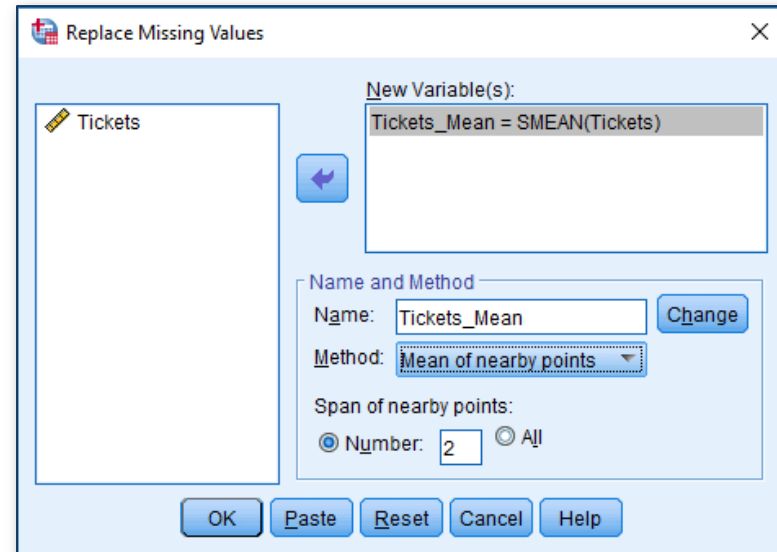 Replace Missing Values
New Variable(s):
Tickets
Tickets_Mean = SMEAN(Tickets)
Name and Method
Name: Tickets_Mean Change
Method: Mean of nearby points
Span of nearby points:
Number: 2 All
OK Paste Reset Cancel Help